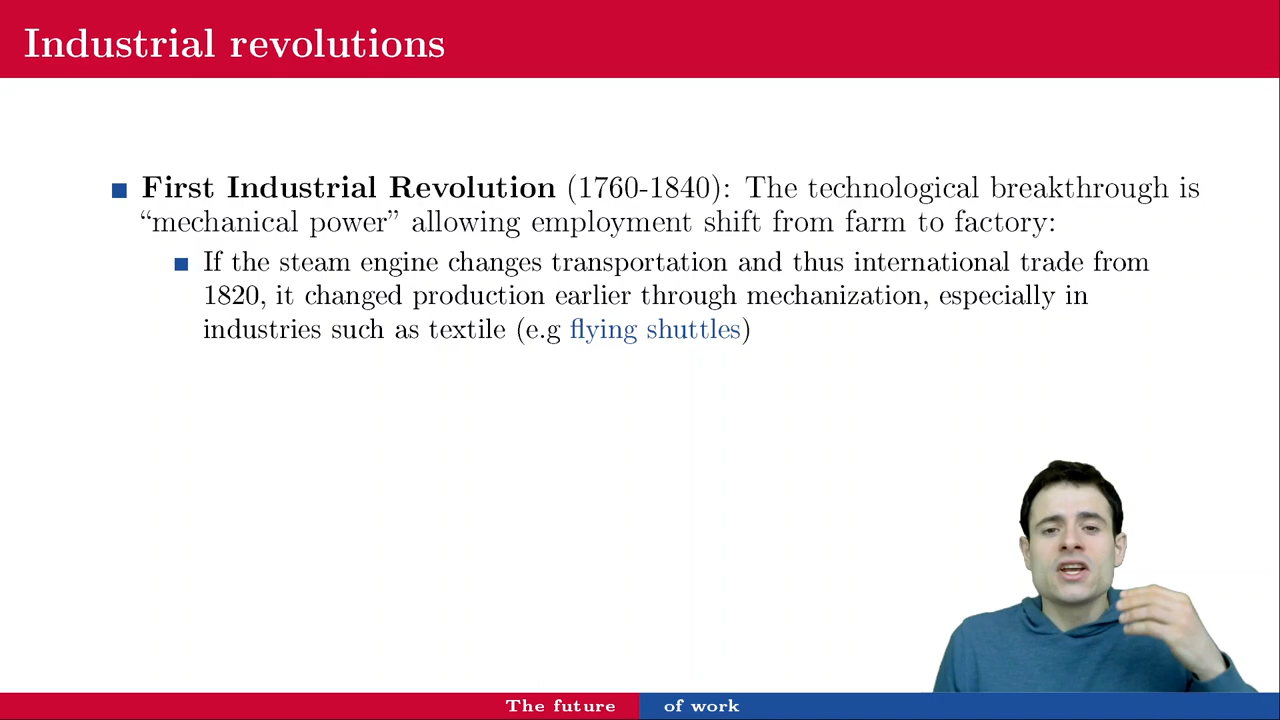 Industrial revolutions
First Industrial Revolution (1760-1840): The technological breakthrough is
“mechanical power” allowing employment shift from farm to factory:
If the steam engine changes transportation and thus international trade from
1820, it changed production earlier through mechanization, especially in
industries such as textile (e.g flying shuttles)
The future of work